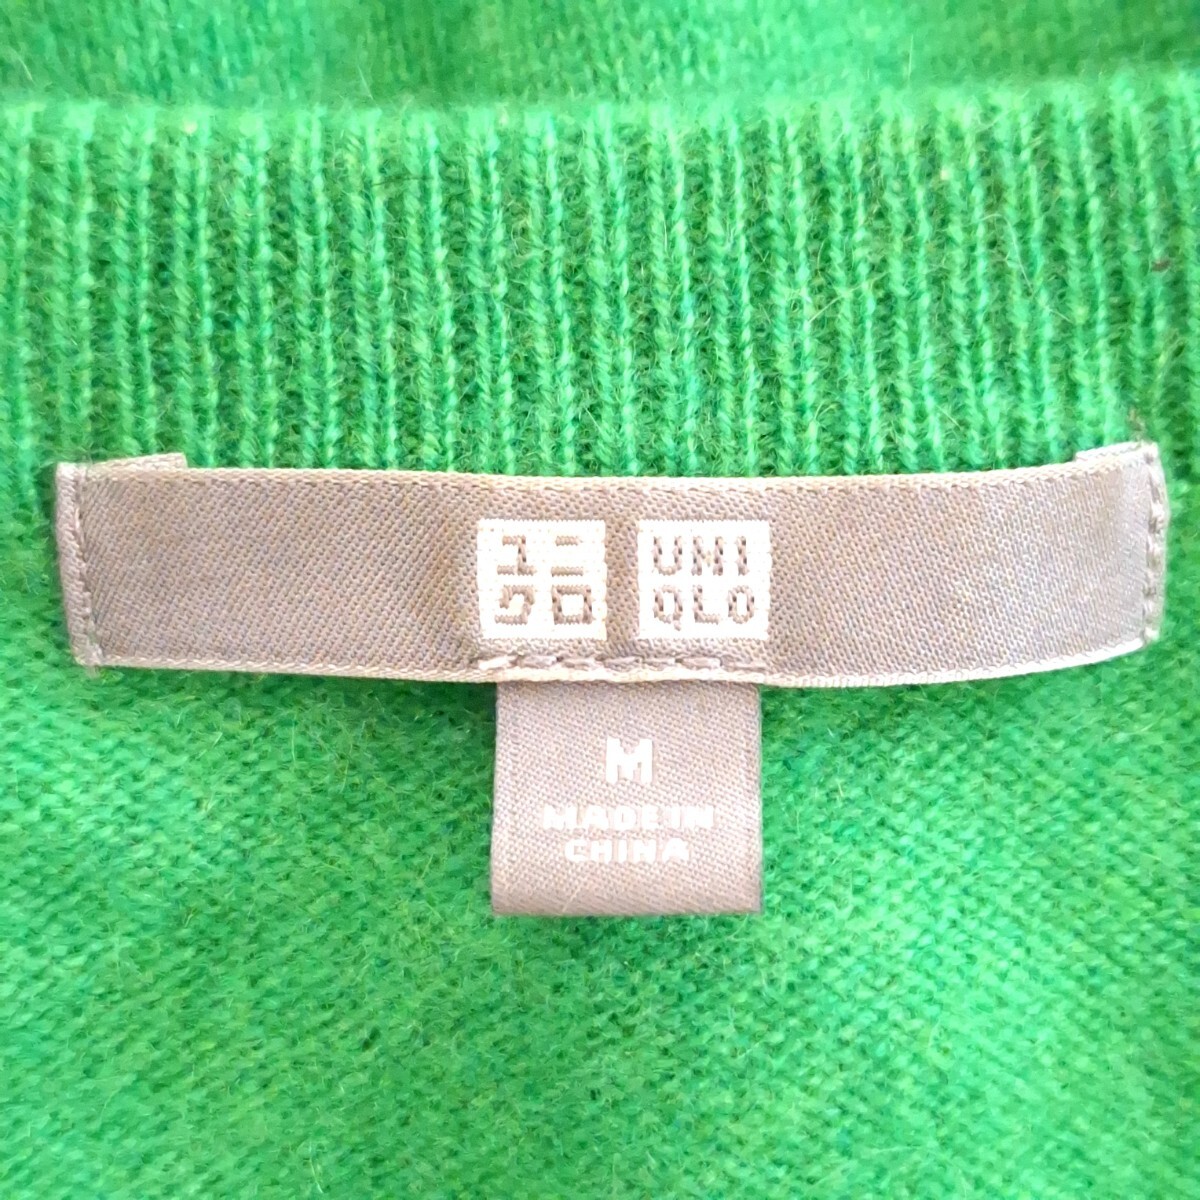 ユニ UNI
クロ QLO
M
MADE IN
CHINA